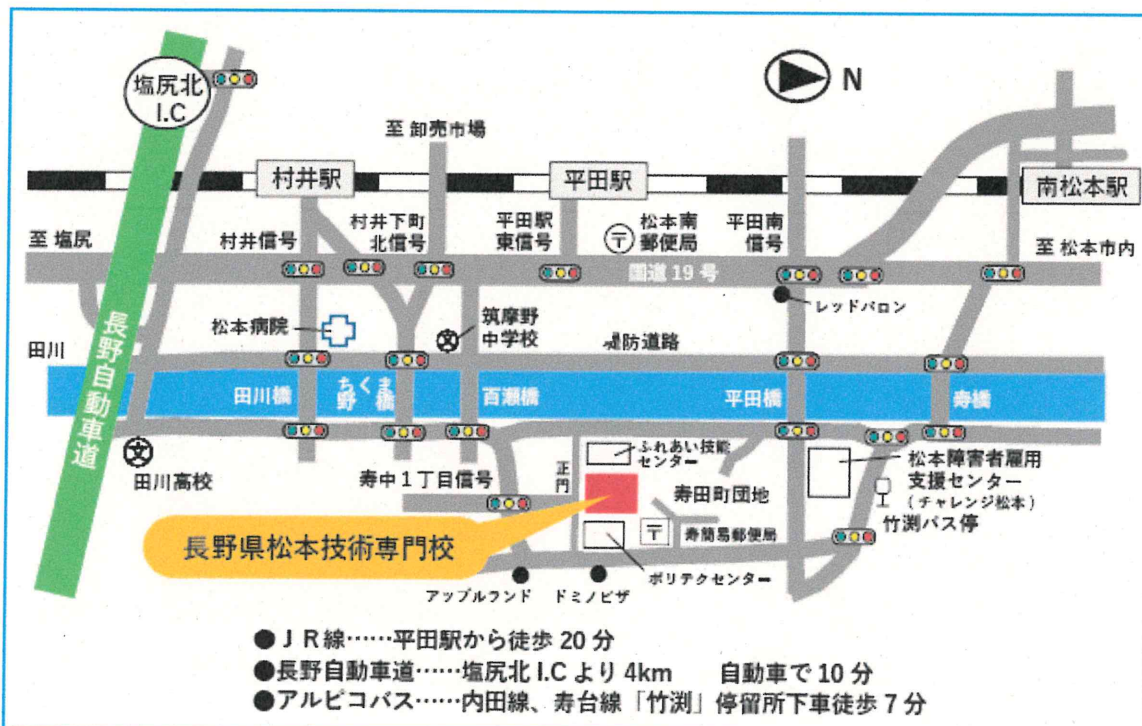 塩尻北
I.C
N
至 卸売市場
村井駅
平田駅
南松本駅
至 塩尻
村井信号
村井下町
北信号
平田駅
東信号
〒
松本南
郵便局
平田南
信号
至 松本市内
国道 19 号
レッドバロン
松本病院
文
筑摩野
中学校
防道路
田川
長野自動車道
田川橋
ちくま
野 橋
百瀬橋
平田橋
寿橋
文
田川高校
寿中 1 丁目信号
正門
ふれあい技能
センター
寿田町団地
松本障害者雇用
支援センター
(チャレンジ松本)
竹渕バス停
長野県松本技術専門校
〒
寿簡易郵便局
ポリテクセンター
アップルランド
ドミノピザ
●ＪＲ線……平田駅から徒歩 20 分
●長野自動車道……塩尻北 I.C より 4km 自動車で 10 分
●アルピコバス……内田線、寿台線「竹渕」停留所下車徒歩 7 分